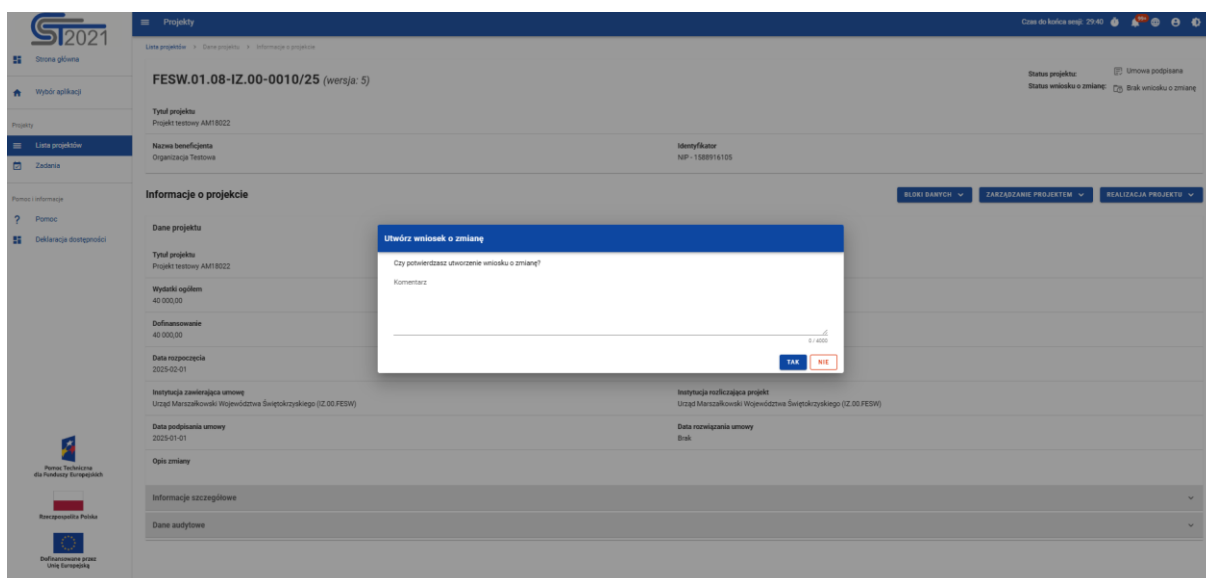 ST2021
Projekty
Czas do końca sesji: 29:40
99+
Strona główna
Wybór aplikacji
Projekty
Lista projektów
Zadania
Pomoc i informacje
? Pomoc
Deklaracja dostępności
Pomoc Techniczna
dla Funduszy Europejskich
Rzeczpospolita Polska
Dofinansowane przez
Unię Europejską
Lista projektów > Dane projektu > Informacje o projekcie
FESW.01.08-IZ.00-0010/25 (wersja: 5)
Status projektu: Umowa podpisana
Status wniosku o zmianę: Brak wniosku o zmianę
Tytuł projektu
Projekt testowy AM18022
Nazwa beneficjenta
Organizacja Testowa
Identyfikator
NIP - 1588916105
Informacje o projekcie
BLOKI DANYCH
ZARZĄDZANIE PROJEKTEM
REALIZACJA PROJEKTU
Dane projektu
Tytuł projektu
Projekt testowy AM18022
Wydatki ogółem
40 000,00
Dofinansowanie
40 000,00
Data rozpoczęcia
2025-02-01
Utwórz wniosek o zmianę
Czy potwierdzasz utworzenie wniosku o zmianę?
Komentarz
0 / 4000
TAK
NIE
Instytucja zawierająca umowę
Urząd Marszałkowski Województwa Świętokrzyskiego (IZ.00.FESW)
Instytucja rozliczająca projekt
Urząd Marszałkowski Województwa Świętokrzyskiego (IZ.00.FESW)
Data podpisania umowy
2025-01-01
Data rozwiązania umowy
Brak
Opis zmiany
Informacje szczegółowe
Dane audytowe